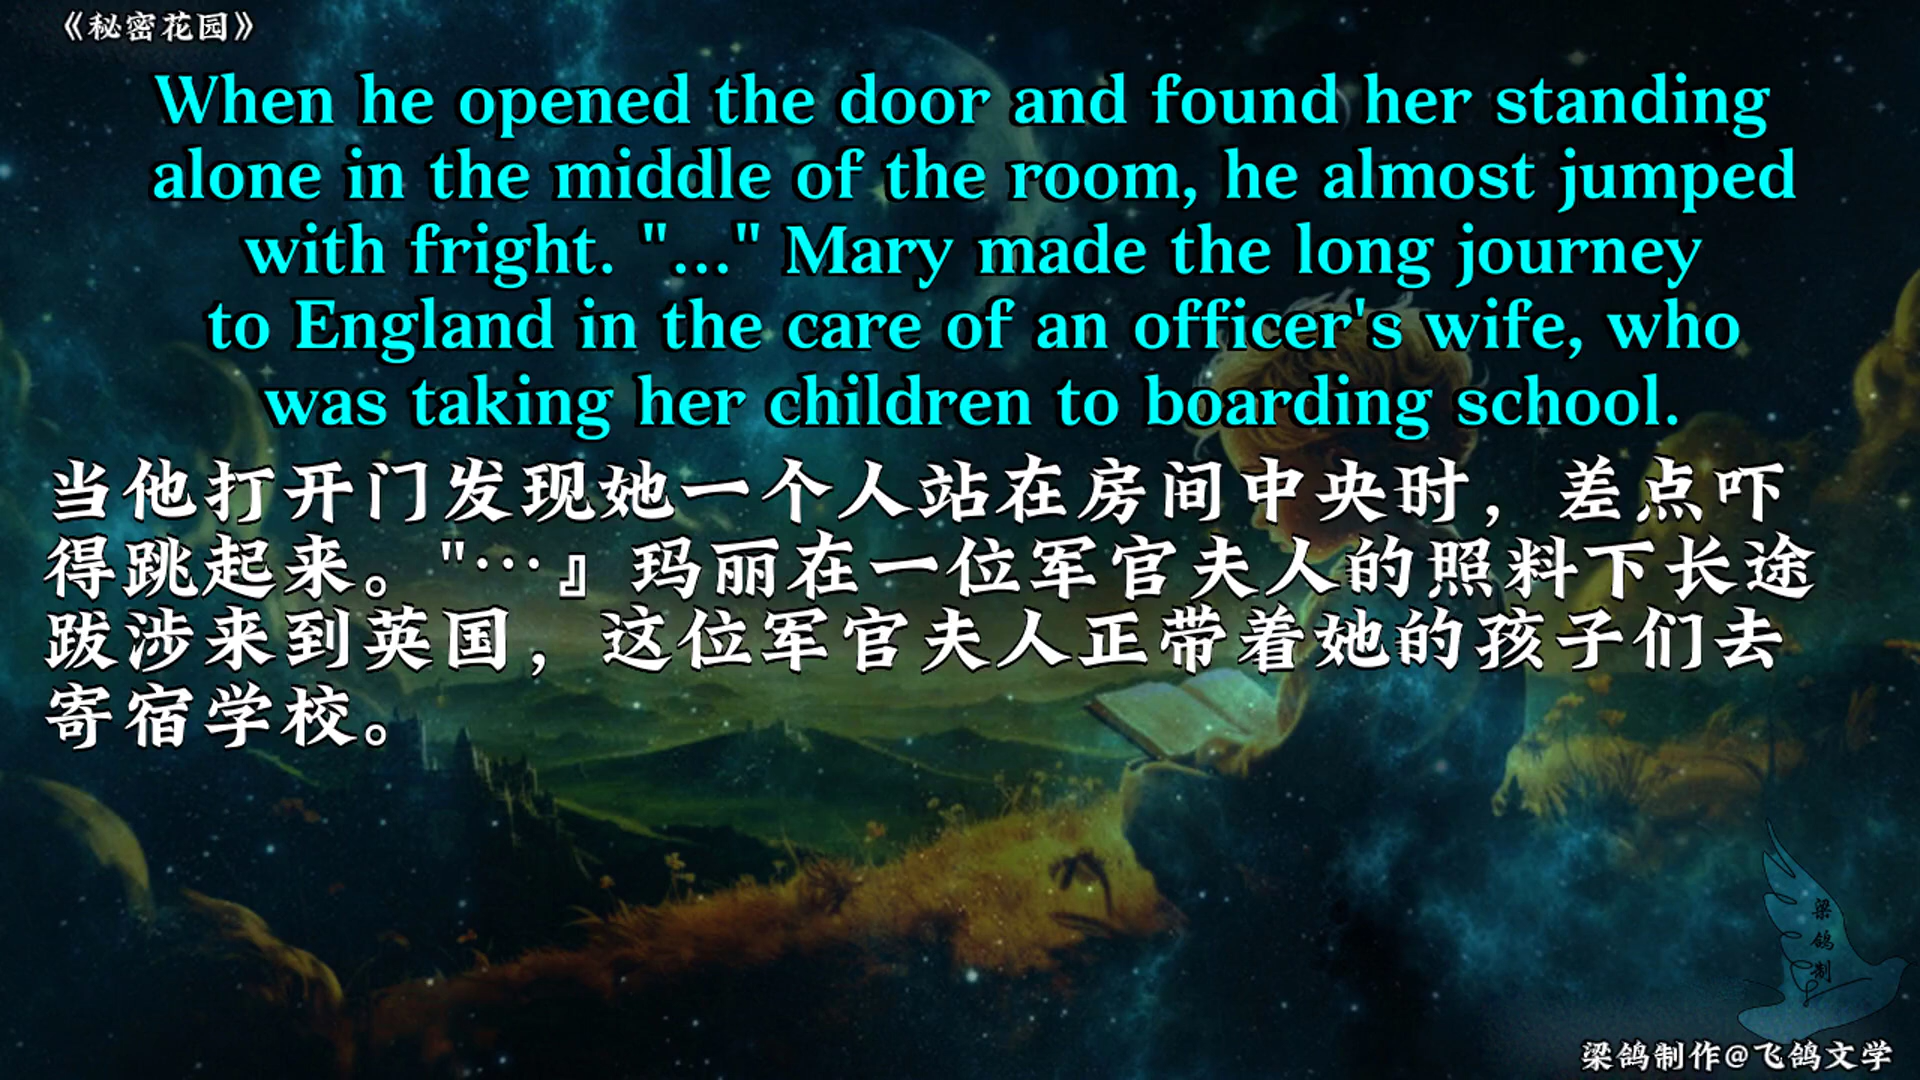 《秘密花园》
When he opened the door and found her standing
alone in the middle of the room, he almost jumped
with fright. "..." Mary made the long journey
to England in the care of an officer's wife, who
was taking her children to boarding school.
当他打开门发现她一个人站在房间中央时，差点吓
得跳起来。"…』玛丽在一位军官夫人的照料下长途
跋涉来到英国，这位军官夫人正带着她的孩子们去
寄宿学校。
梁
鸽
制
梁鸽制作@飞鸽文学